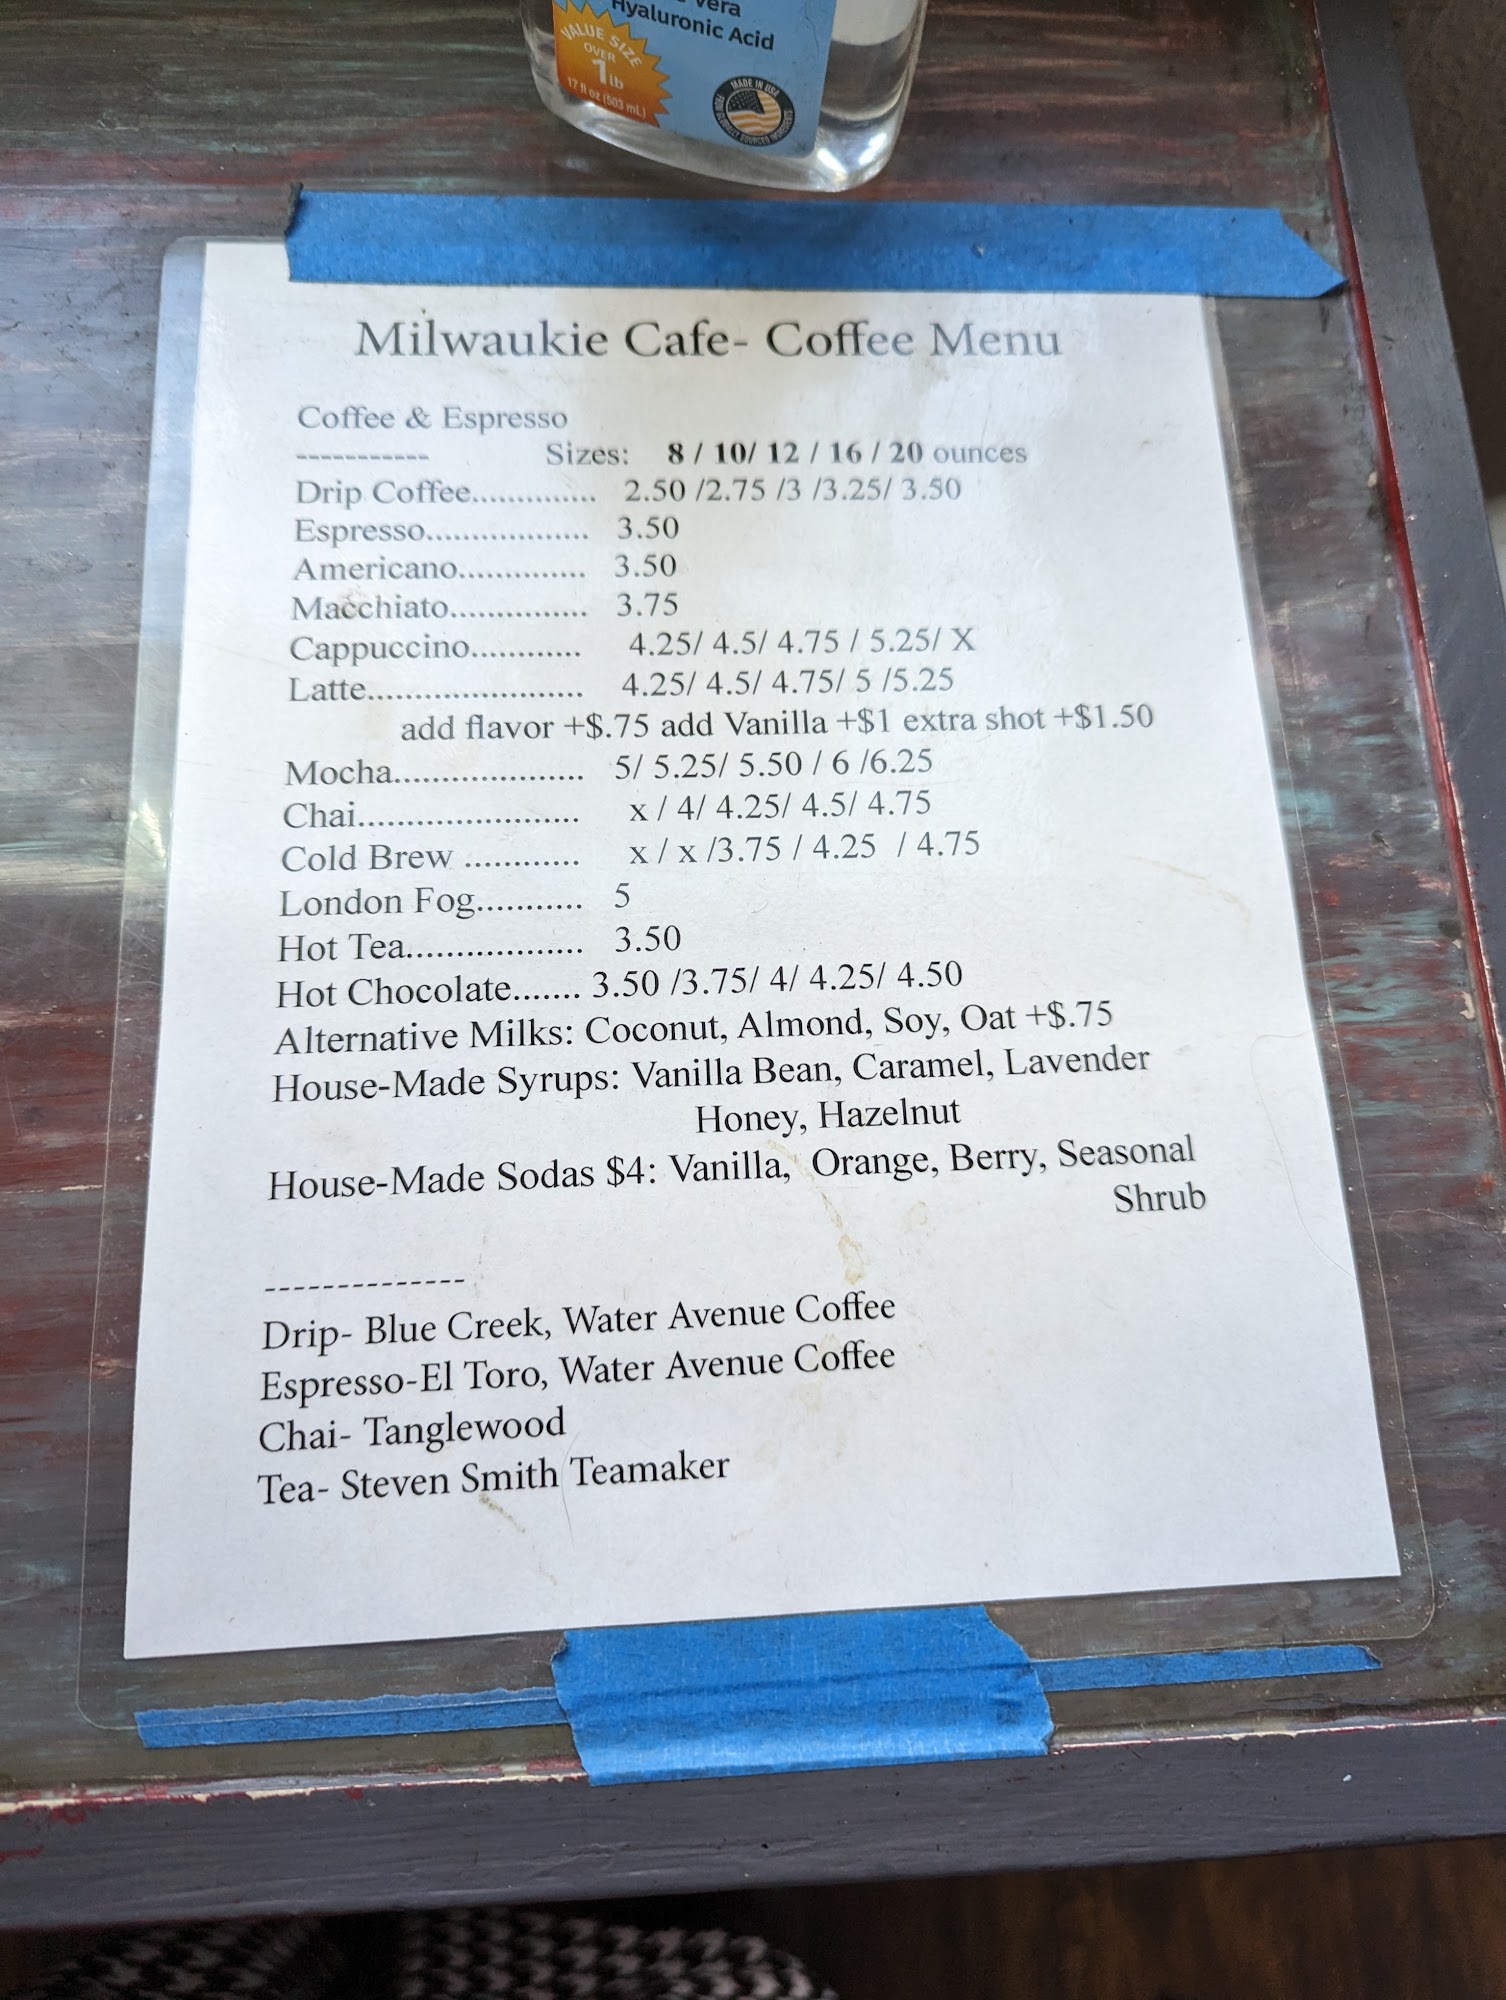 Vera
Hyaluronic Acid
VALUE SIZE
OVER
1 lb
17 fl oz (503 mL)
MADE IN USA
Milwaukie Cafe- Coffee Menu
Coffee & Espresso
----------- Sizes: 8 / 10/ 12 / 16 / 20 ounces
Drip Coffee.............. 2.50 /2.75 /3 /3.25/ 3.50
Espresso.................. 3.50
Americano.............. 3.50
Macchiato............... 3.75
Cappuccino............ 4.25/ 4.5/ 4.75 / 5.25/ X
Latte....................... 4.25/ 4.5/ 4.75/ 5 /5.25
add flavor +$.75 add Vanilla +$1 extra shot +$1.50
Mocha.................... 5/ 5.25/ 5.50 / 6 /6.25
Chai....................... x / 4/ 4.25/ 4.5/ 4.75
Cold Brew ............ x / x /3.75 / 4.25 / 4.75
London Fog........... 5
Hot Tea.................. 3.50
Hot Chocolate....... 3.50 /3.75/ 4/ 4.25/ 4.50
Alternative Milks: Coconut, Almond, Soy, Oat +$.75
House-Made Syrups: Vanilla Bean, Caramel, Lavender
Honey, Hazelnut
House-Made Sodas $4: Vanilla, Orange, Berry, Seasonal
Shrub
--------------
Drip- Blue Creek, Water Avenue Coffee
Espresso-El Toro, Water Avenue Coffee
Chai- Tanglewood
Tea- Steven Smith Teamaker